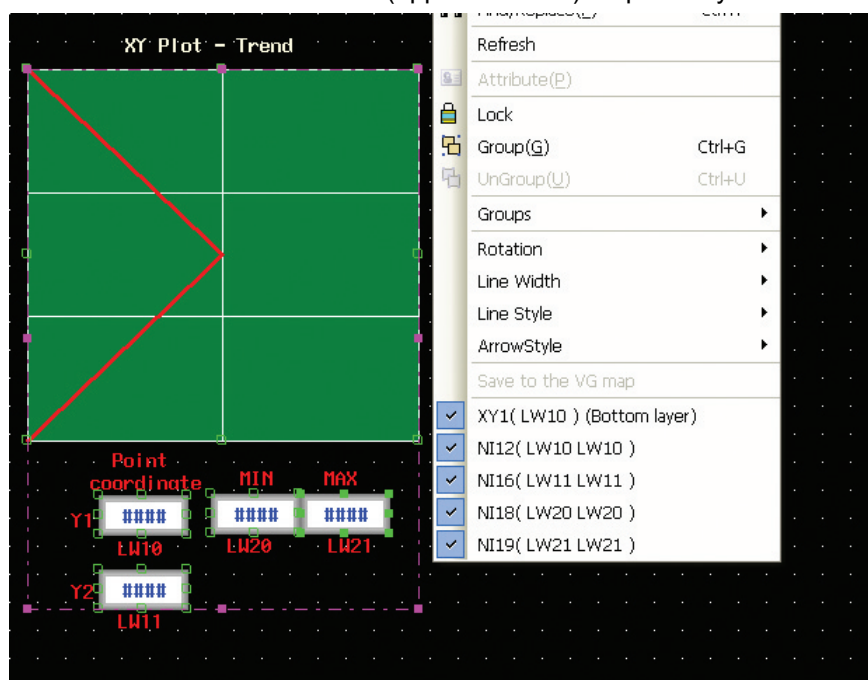 XY Plot - Trend
Refresh
Attribute(P)
Lock
Group(G) Ctrl+G
UnGroup(U) Ctrl+U
Groups
Rotation
Line Width
Line Style
ArrowStyle
Save to the VG map
XY1( LW10 ) (Bottom layer)
NI12( LW10 LW10 )
NI16( LW11 LW11 )
NI18( LW20 LW20 )
NI19( LW21 LW21 )
Point
coordinate MIN MAX
Y1 #### #### ####
LW10 LW20 LW21
Y2 ####
LW11